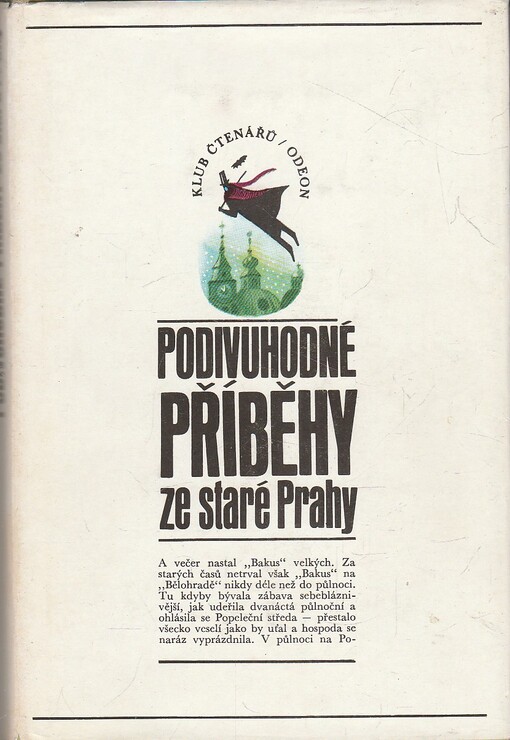 KLUB ČTENÁŘŮ / ODEON
PODIVUHODNÉ
PŘÍBĚHY
ze staré Prahy
A večer nastal „Bakus“ velkých. Za
starých časů netrval však „Bakus“ na
„Bělohradě“ nikdy déle než do půlnoci.
Tu kdyby bývala zábava sebebláznі-
vější, jak udeřila dvanáctá půlnoční a
ohlásila se Popeleční středa — přestalo
všecko veselí jako by uťal a hospoda se
naráz vyprázdnila. V půlnoci na Po-